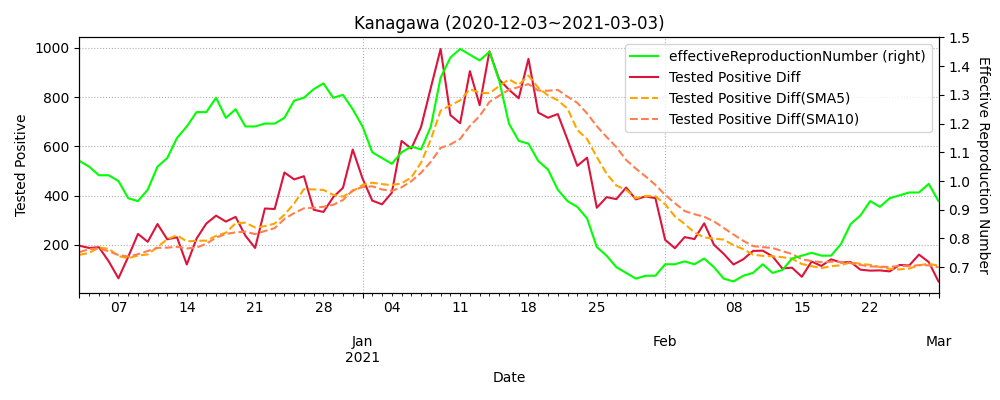 Kanagawa (2020-12-03~2021-03-03)
effectiveReproductionNumber (right)
Tested Positive Diff
Tested Positive Diff(SMA5)
Tested Positive Diff(SMA10)
Tested Positive
1000
800
600
400
200
Effective Reproduction Number
1.5
1.4
1.3
1.2
1.1
1.0
0.9
0.8
0.7
07 14 21 28 04 11 18 25 08 15 22
Jan Feb Mar
2021
Date